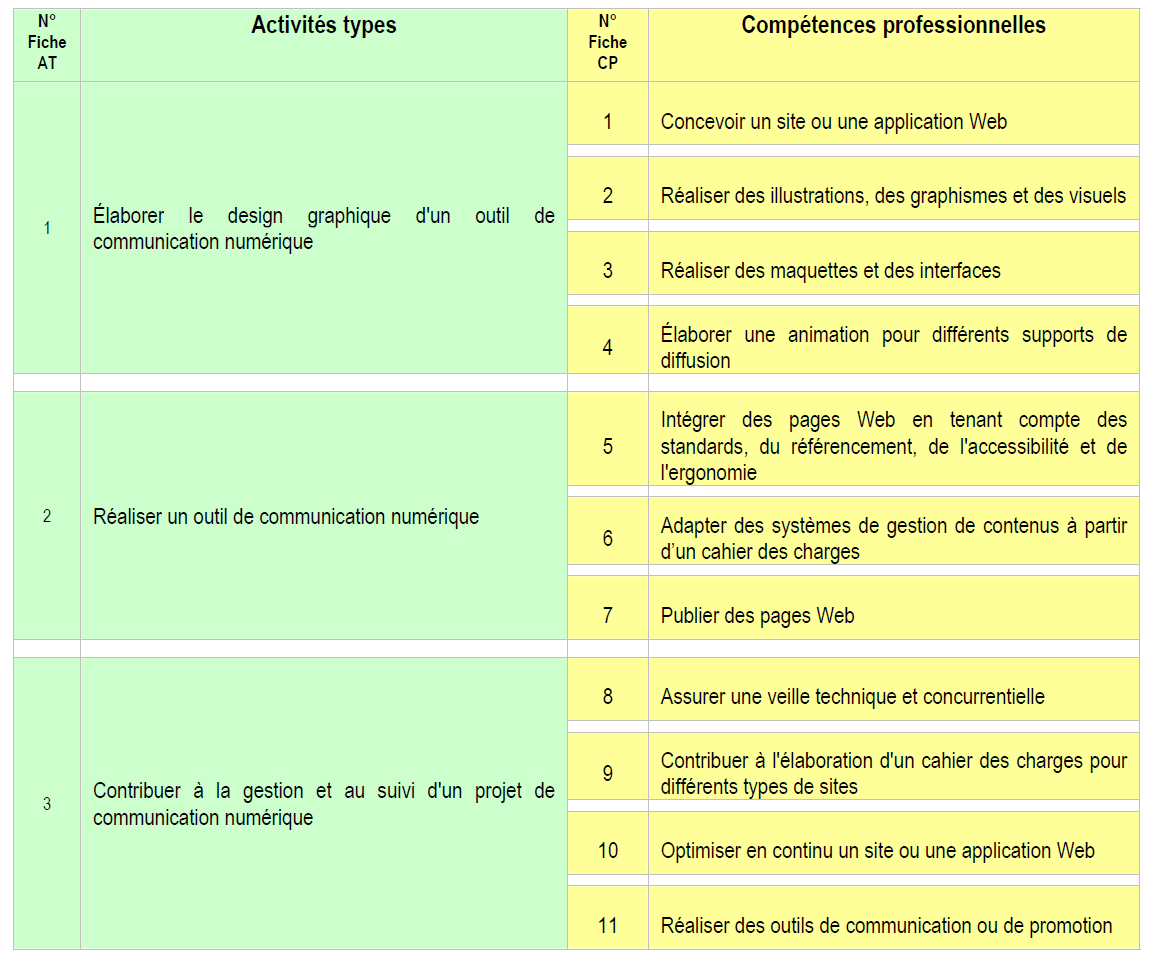 N°
Fiche
AT
Activités types
N°
Fiche
CP
Compétences professionnelles
1
Élaborer le design graphique d'un outil de
communication numérique
1
Concevoir un site ou une application Web
2
Réaliser des illustrations, des graphismes et des visuels
3
Réaliser des maquettes et des interfaces
4
Élaborer une animation pour différents supports de
diffusion
2
Réaliser un outil de communication numérique
5
Intégrer des pages Web en tenant compte des
standards, du référencement, de l'accessibilité et de
l'ergonomie
6
Adapter des systèmes de gestion de contenus à partir
d’un cahier des charges
7
Publier des pages Web
3
Contribuer à la gestion et au suivi d'un projet de
communication numérique
8
Assurer une veille technique et concurrentielle
9
Contribuer à l'élaboration d'un cahier des charges pour
différents types de sites
10
Optimiser en continu un site ou une application Web
11
Réaliser des outils de communication ou de promotion